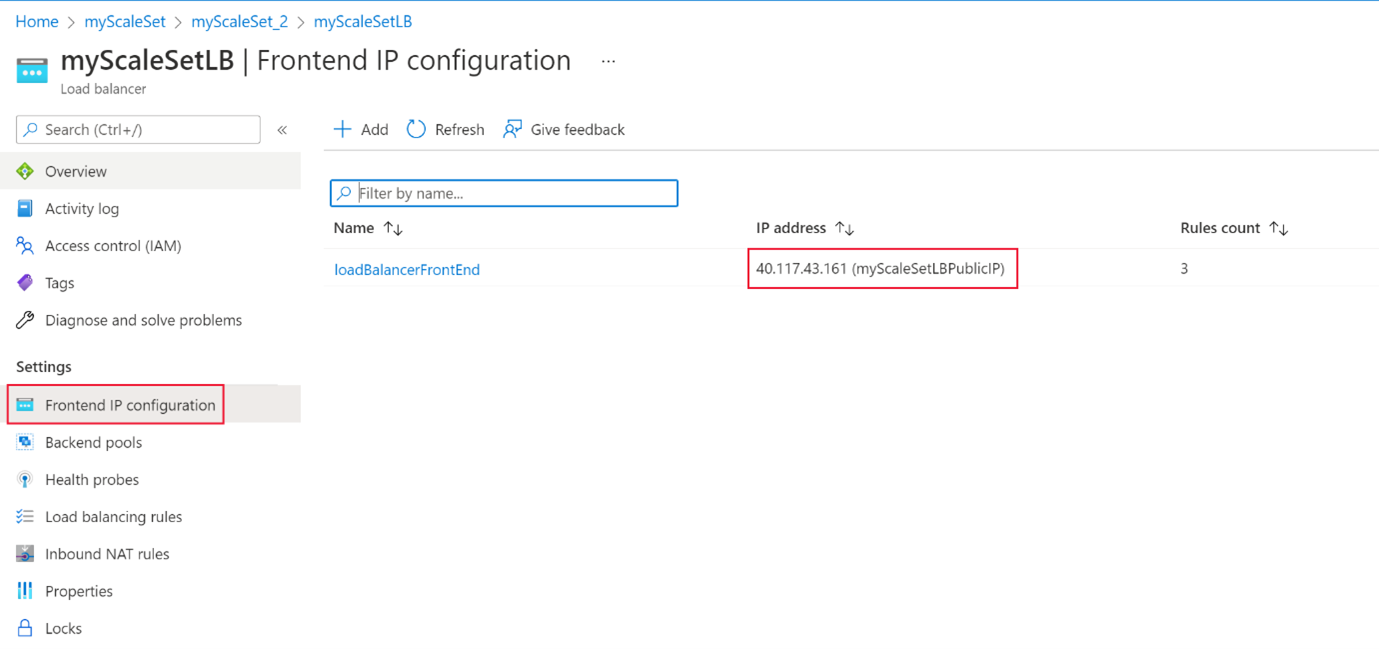 Home > myScaleSet > myScaleSet_2 > myScaleSetLB
myScaleSetLB | Frontend IP configuration ...
Load balancer
Search (Ctrl+/) «
Add Refresh Give feedback
Overview
Activity log
Access control (IAM)
Tags
Diagnose and solve problems
Settings
Frontend IP configuration
Backend pools
Health probes
Load balancing rules
Inbound NAT rules
Properties
Locks
Filter by name...
Name ↑↓ IP address ↑↓ Rules count ↑↓
loadBalancerFrontEnd 40.117.43.161 (myScaleSetLBPublicIP) 3